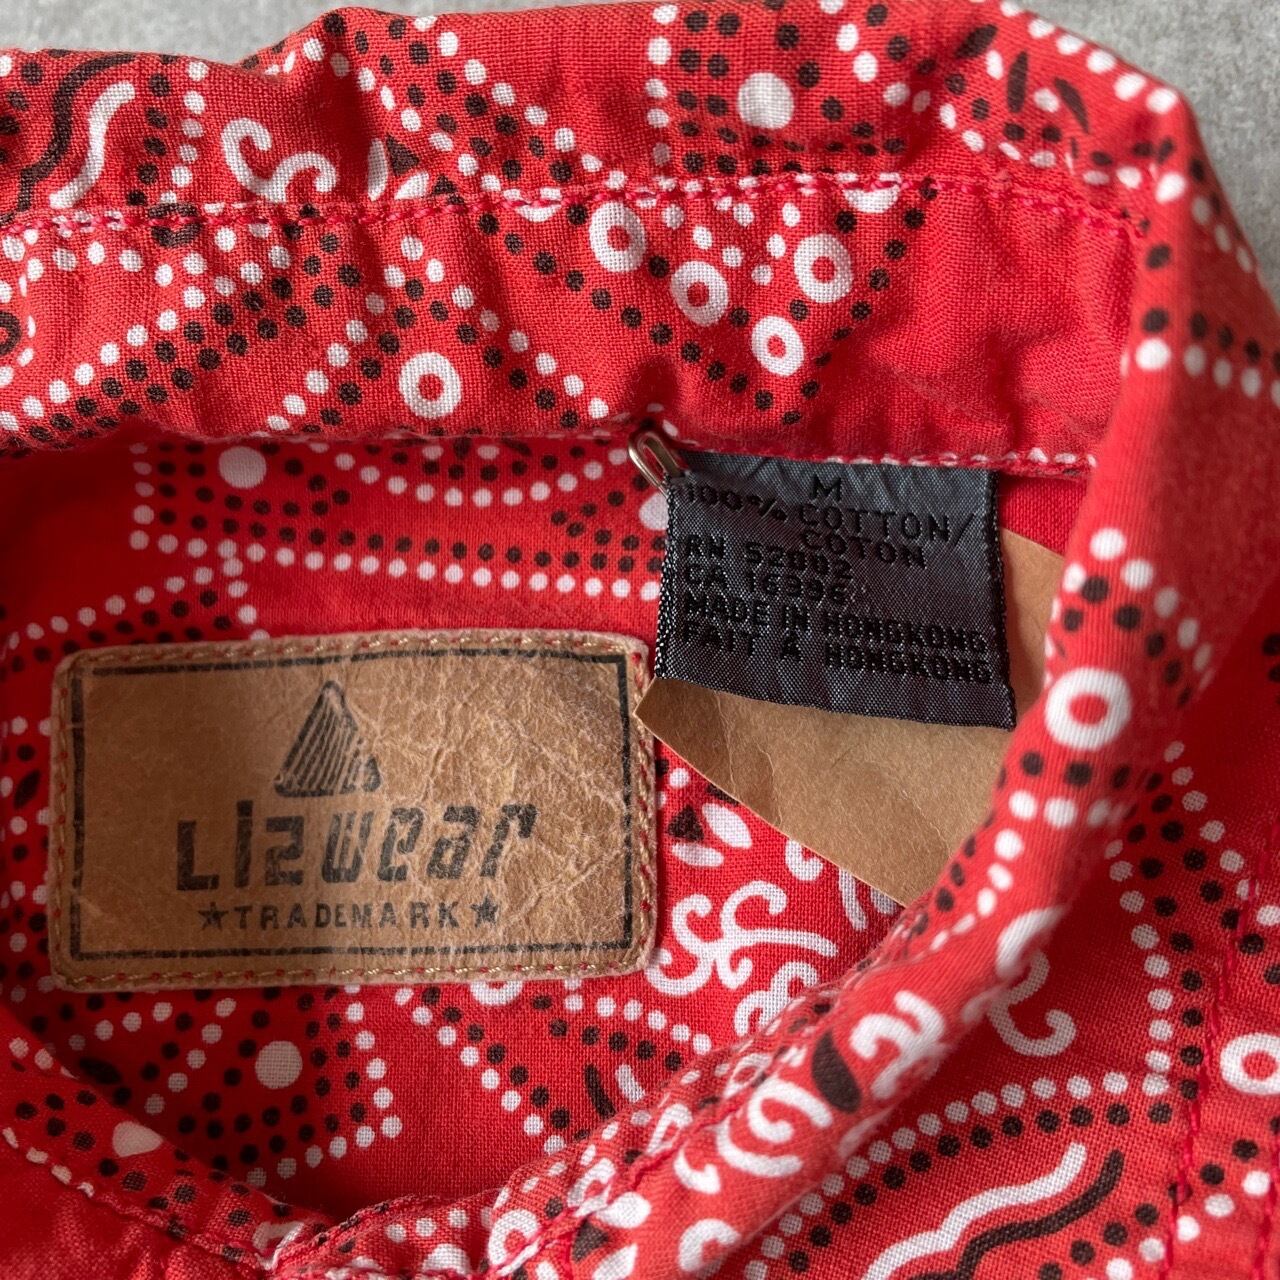 M
100% COTTON/
COTON
RN 52002
CA 16396
MADE IN HONGKONG
FAIT À HONGKONG
Lizwear
★TRADEMARK★